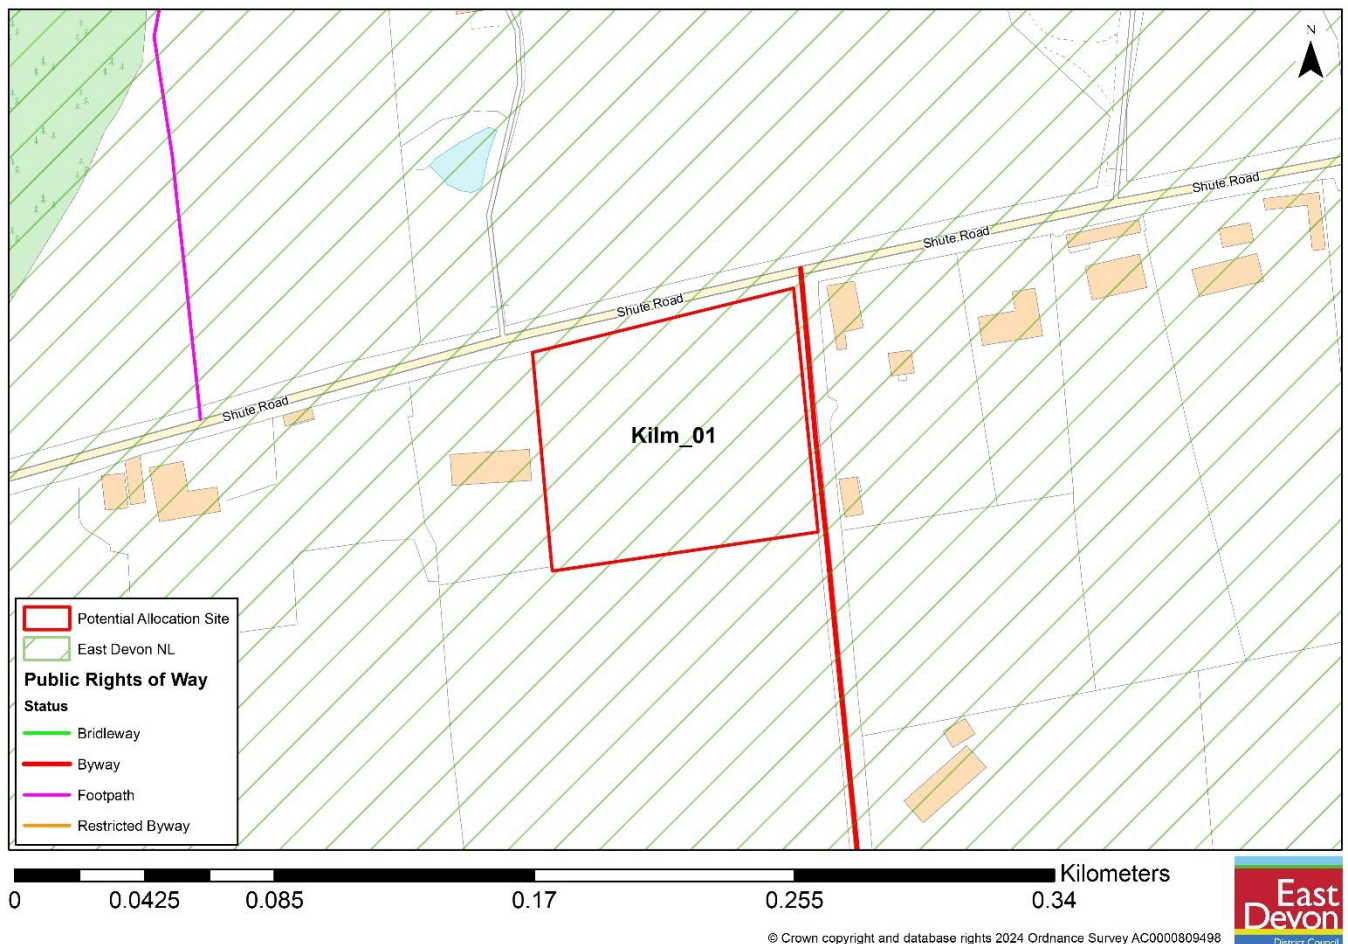 N
Shute Road
Shute Road
Shute Road
Shute Road
Kilm_01
Potential Allocation Site
East Devon NL
Public Rights of Way
Status
Bridleway
Byway
Footpath
Restricted Byway
Kilometers
0 0.0425 0.085 0.17 0.255 0.34
East
Devon
District Council
© Crown copyright and database rights 2024 Ordnance Survey AC0000809498